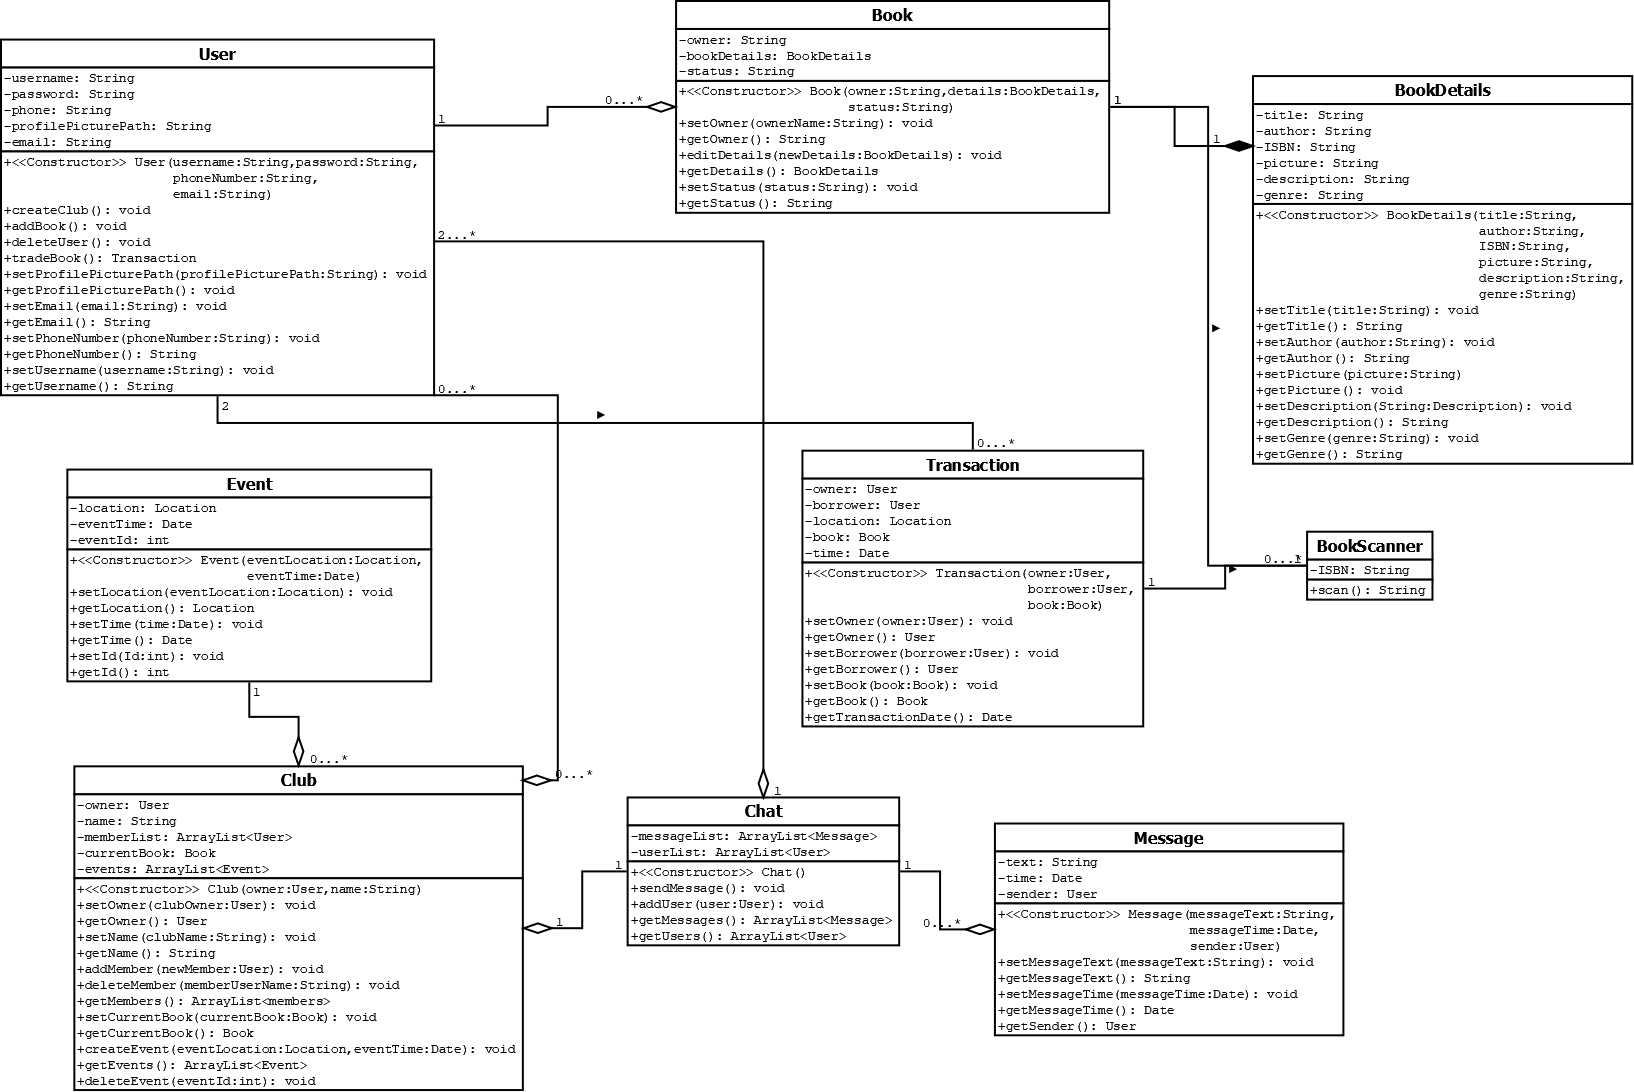 User
-username: String
-password: String
-phone: String
-profilePicturePath: String
-email: String
+<<Constructor>> User(username:String,password:String,
phoneNumber:String,
email:String)
+createClub(): void
+addBook(): void
+deleteUser(): void
+tradeBook(): Transaction
+setProfilePicturePath(profilePicturePath:String): void
+getProfilePicturePath(): void
+setEmail(email:String): void
+getEmail(): String
+setPhoneNumber(phoneNumber:String): void
+getPhoneNumber(): String
+setUsername(username:String): void
+getUsername(): String
1
0...*
2...*
0...*
2
0...*
Book
-owner: String
-bookDetails: BookDetails
-status: String
+<<Constructor>> Book(owner:String,details:BookDetails,
status:String)
+setOwner(ownerName:String): void
+getOwner(): String
+editDetails(newDetails:BookDetails): void
+getDetails(): BookDetails
+setStatus(status:String): void
+getStatus(): String
1
1
BookDetails
-title: String
-author: String
-ISBN: String
-picture: String
-description: String
-genre: String
+<<Constructor>> BookDetails(title:String,
author:String,
ISBN:String,
picture:String,
description:String,
genre:String)
+setTitle(title:String): void
+getTitle(): String
+setAuthor(author:String): void
+getAuthor(): String
+setPicture(picture:String)
+getPicture(): void
+setDescription(String:Description): void
+getDescription(): String
+setGenre(genre:String): void
+getGenre(): String
Event
-location: Location
-eventTime: Date
-eventId: int
+<<Constructor>> Event(eventLocation:Location,
eventTime:Date)
+setLocation(eventLocation:Location): void
+getLocation(): Location
+setTime(time:Date): void
+getTime(): Date
+setId(Id:int): void
+getId(): int
1
0...*
Transaction
-owner: User
-borrower: User
-location: Location
-book: Book
-time: Date
+<<Constructor>> Transaction(owner:User,
borrower:User,
book:Book)
+setOwner(owner:User): void
+getOwner(): User
+setBorrower(borrower:User): void
+getBorrower(): User
+setBook(book:Book): void
+getBook(): Book
+getTransactionDate(): Date
1
BookScanner
-ISBN: String
+scan(): String
Club
-owner: User
-name: String
-memberList: ArrayList<User>
-currentBook: Book
-events: ArrayList<Event>
+<<Constructor>> Club(owner:User,name:String)
+setOwner(clubOwner:User): void
+getOwner(): User
+setName(clubName:String): void
+getName(): String
+addMember(newMember:User): void
+deleteMember(memberUserName:String): void
+getMembers(): ArrayList<members>
+setCurrentBook(currentBook:Book): void
+getCurrentBook(): Book
+createEvent(eventLocation:Location,eventTime:Date): void
+getEvents(): ArrayList<Event>
+deleteEvent(eventId:int): void
0...*
1
1
1
Chat
-messageList: ArrayList<Message>
-userList: ArrayList<User>
+<<Constructor>> Chat()
+sendMessage(): void
+addUser(user:User): void
+getMessages(): ArrayList<Message>
+getUsers(): ArrayList<User>
1
0...*
Message
-text: String
-time: Date
-sender: User
+<<Constructor>> Message(messageText:String,
messageTime:Date,
sender:User)
+setMessageText(messageText:String): void
+getMessageText(): String
+setMessageTime(messageTime:Date): void
+getMessageTime(): Date
+getSender(): User